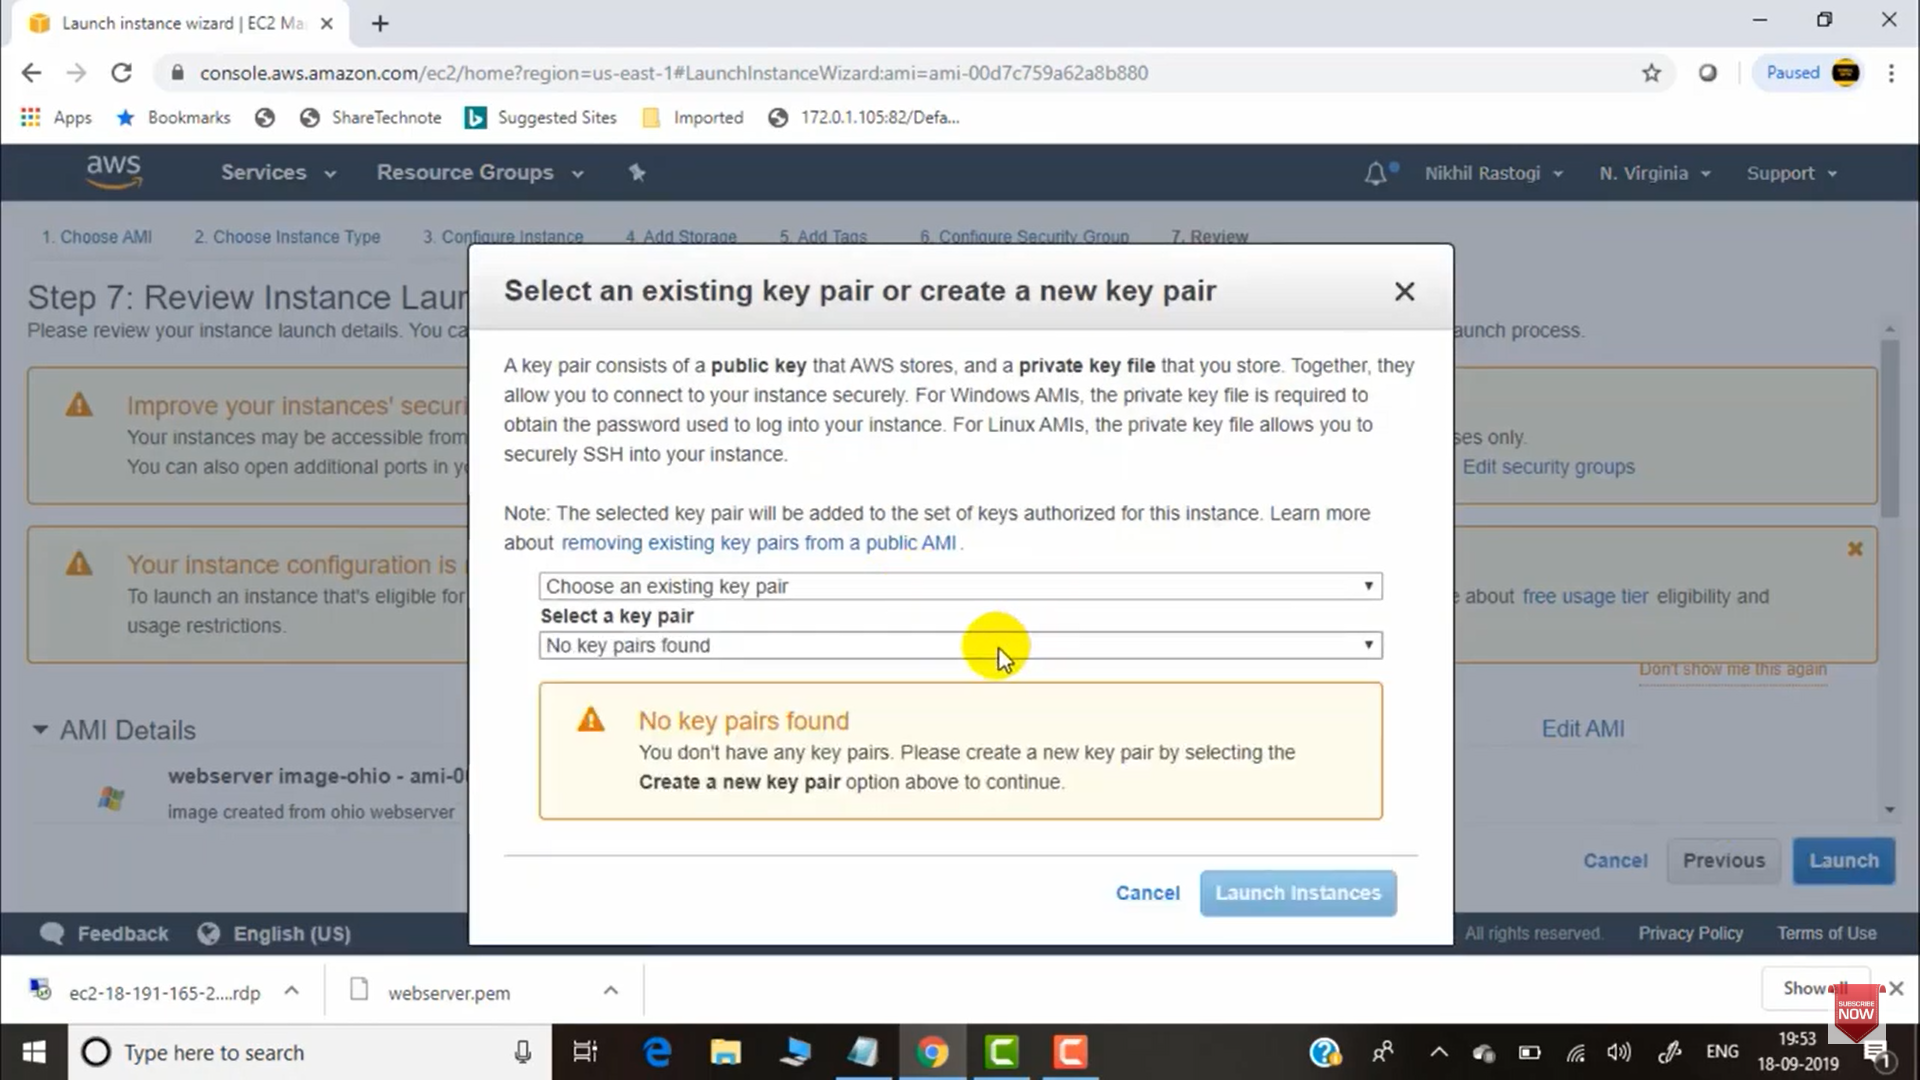 Launch instance wizard | EC2 Ma
console.aws.amazon.com/ec2/home?region=us-east-1#LaunchInstanceWizard:ami=ami-00d7c759a62a8b880
Paused
Apps
Bookmarks
ShareTechnote
Suggested Sites
Imported
172.0.1.105:82/Defa...
aws
Services
Resource Groups
Nikhil Rastogi
N. Virginia
Support
1. Choose AMI
2. Choose Instance Type
3. Configure Instance
4. Add Storage
5. Add Tags
6. Configure Security Group
7. Review
Step 7: Review Instance Laun
Please review your instance launch details. You ca
aunch process.
Improve your instances' securi
Your instances may be accessible from
You can also open additional ports in yo
ses only.
Edit security groups
Your instance configuration is
To launch an instance that's eligible for
usage restrictions.
e about free usage tier eligibility and
Don't show me this again
AMI Details
Edit AMI
webserver image-ohio - ami-0
image created from ohio webserver
Cancel
Previous
Launch
Select an existing key pair or create a new key pair
A key pair consists of a public key that AWS stores, and a private key file that you store. Together, they
allow you to connect to your instance securely. For Windows AMIs, the private key file is required to
obtain the password used to log into your instance. For Linux AMIs, the private key file allows you to
securely SSH into your instance.
Note: The selected key pair will be added to the set of keys authorized for this instance. Learn more
about removing existing key pairs from a public AMI .
Choose an existing key pair
Select a key pair
No key pairs found
No key pairs found
You don't have any key pairs. Please create a new key pair by selecting the
Create a new key pair option above to continue.
Cancel
Launch Instances
Feedback
English (US)
All rights reserved.
Privacy Policy
Terms of Use
ec2-18-191-165-2....rdp
webserver.pem
Show all
SUBSCRIBE
NOW
Type here to search
ENG
19:53
18-09-2019
1